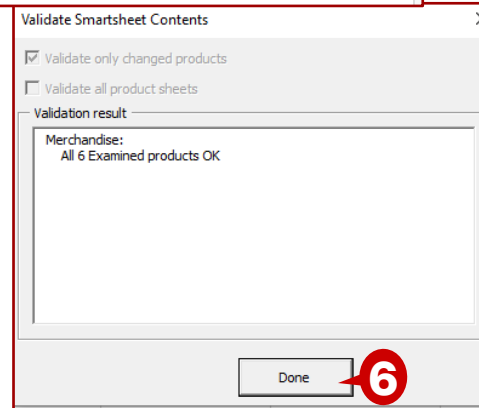 Validate Smartsheet Contents
Validate only changed products
Validate all product sheets
Validation result
Merchandise:
All 6 Examined products OK
Done
6